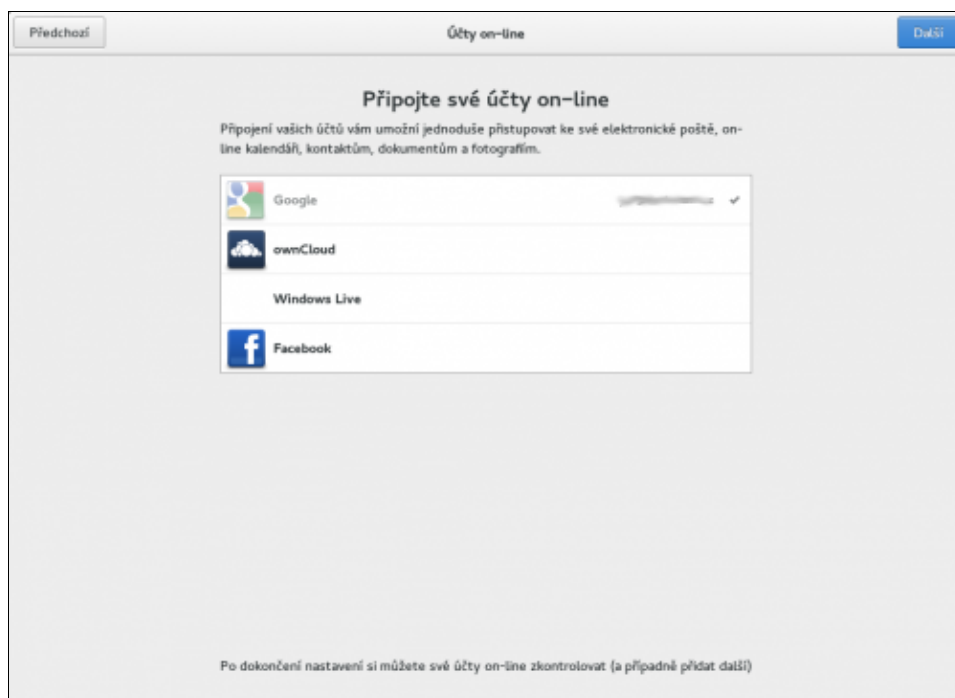 Předchozí
Účty on-line
Další
Připojte své účty on-line
Připojení vašich účtů vám umožní jednoduše přistupovat ke své elektronické poště, on-
line kalendáři, kontaktům, dokumentům a fotografiím.
Google
ownCloud
Windows Live
Facebook
Po dokončení nastavení si můžete své účty on-line zkontrolovat (a případně přidat další)